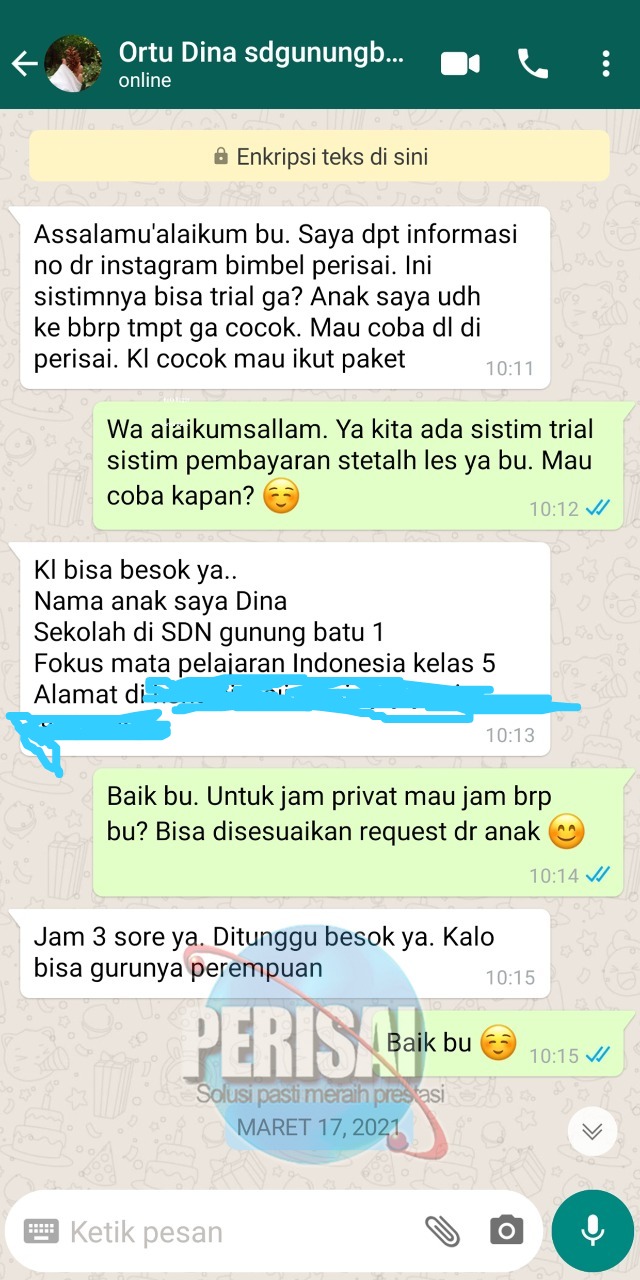 Ortu Dina sdgunungb...
online
Enkripsi teks di sini
Assalamu'alaikum bu. Saya dpt informasi
no dr instagram bimbel perisai. Ini
sistimnya bisa trial ga? Anak saya udh
ke bbrp tmpt ga cocok. Mau coba dl di
perisai. Kl cocok mau ikut paket
10:11
Wa alaikumsallam. Ya kita ada sistim trial
sistim pembayaran stetalh les ya bu. Mau
coba kapan? ☺️
10:12
Kl bisa besok ya..
Nama anak saya Dina
Sekolah di SDN gunung batu 1
Fokus mata pelajaran Indonesia kelas 5
Alamat di
10:13
Baik bu. Untuk jam privat mau jam brp
bu? Bisa disesuaikan request dr anak 😊
10:14
Jam 3 sore ya. Ditunggu besok ya. Kalo
bisa gurunya perempuan
10:15
Baik bu ☺️ 10:15
PERISAI
Solusi pasti meraih prestasi
MARET 17, 2021
Ketik pesan